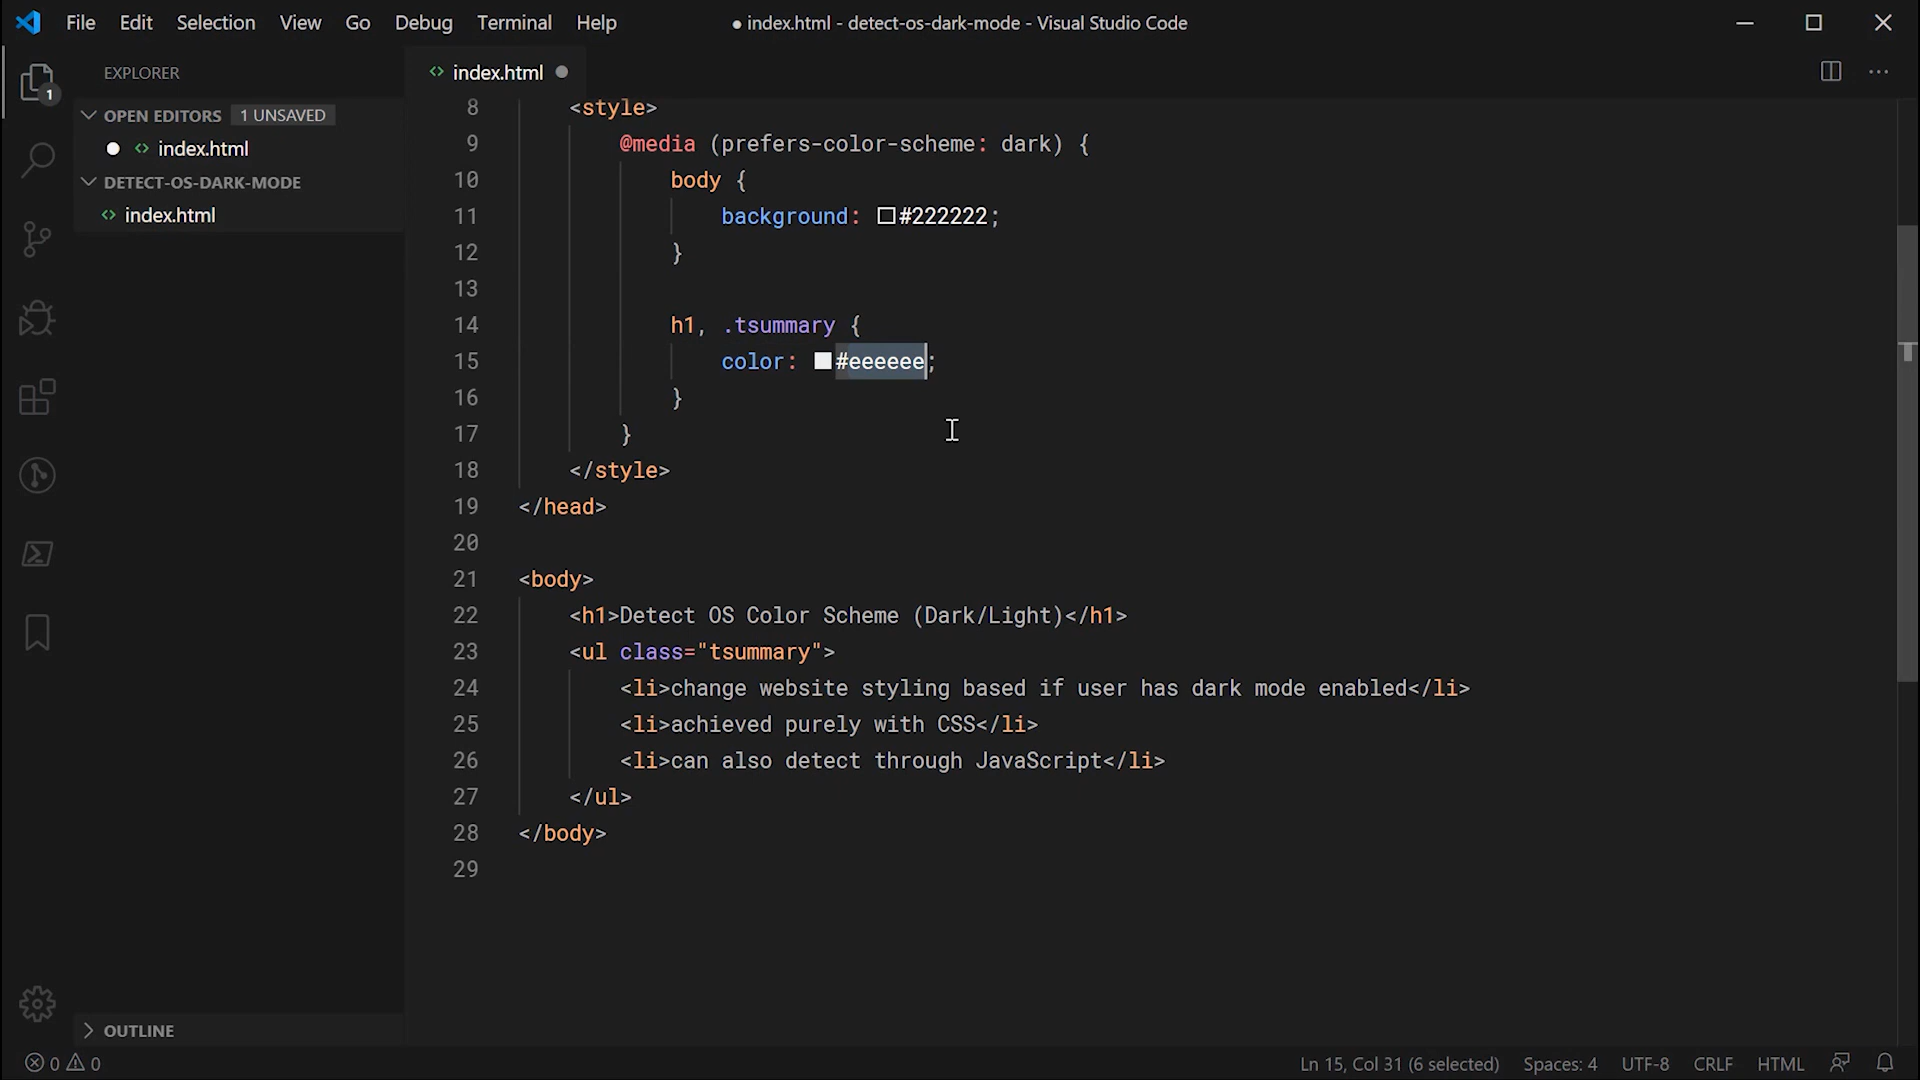 File Edit Selection View Go Debug Terminal Help
● index.html - detect-os-dark-mode - Visual Studio Code
EXPLORER
1
OPEN EDITORS 1 UNSAVED
index.html
DETECT-OS-DARK-MODE
index.html
OUTLINE
index.html
8 <style>
9 @media (prefers-color-scheme: dark) {
10 body {
11 background: #222222;
12 }
13
14 h1, .tsummary {
15 color: #eeeeee;
16 }
17 }
18 </style>
19 </head>
20
21 <body>
22 <h1>Detect OS Color Scheme (Dark/Light)</h1>
23 <ul class="tsummary">
24 <li>change website styling based if user has dark mode enabled</li>
25 <li>achieved purely with CSS</li>
26 <li>can also detect through JavaScript</li>
27 </ul>
28 </body>
29
0 0
Ln 15, Col 31 (6 selected) Spaces: 4 UTF-8 CRLF HTML